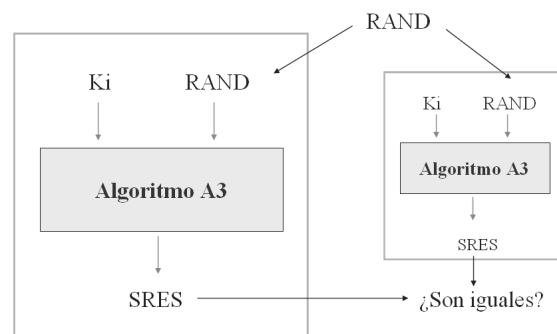 RAND
Ki RAND
Algoritmo A3
SRES
Ki RAND
Algoritmo A3
SRES
¿Son iguales?